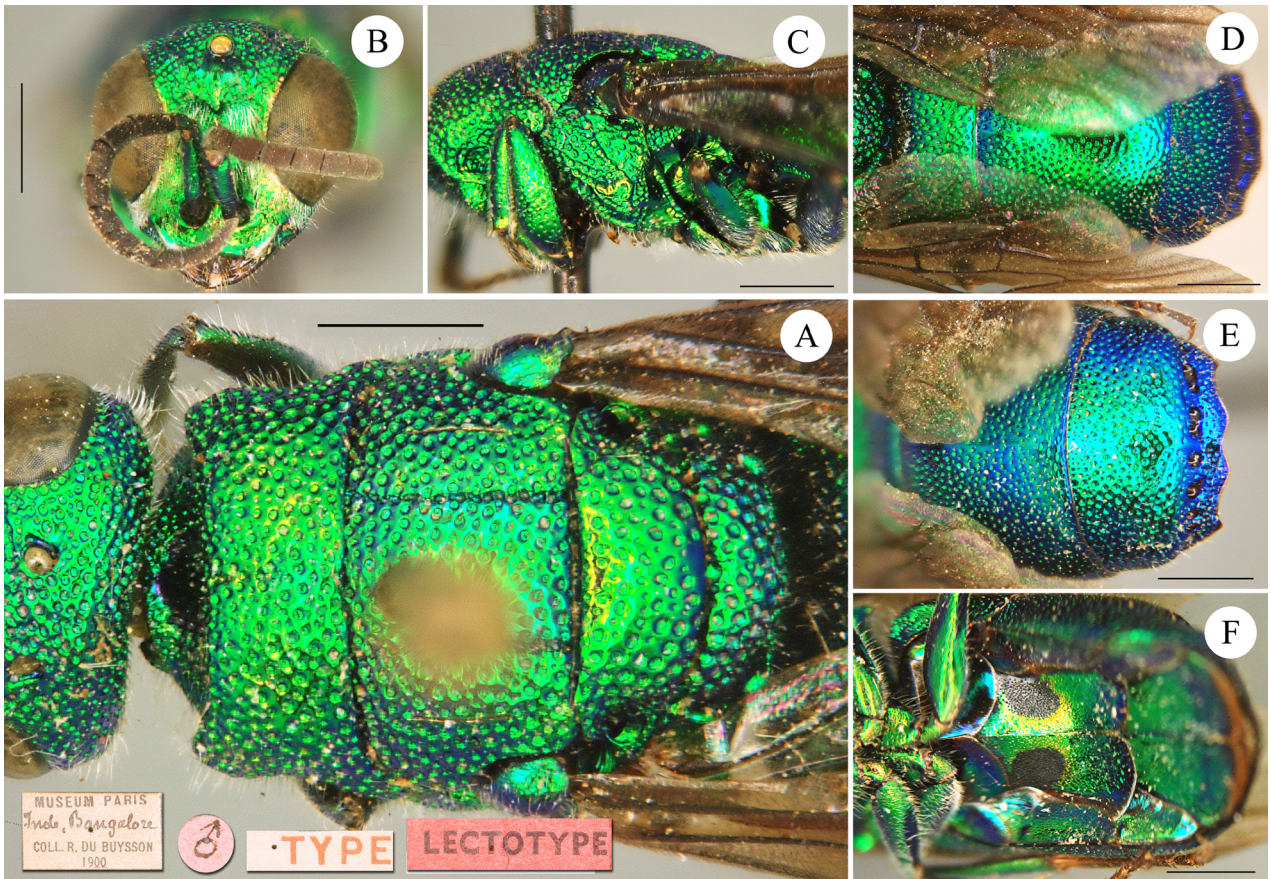 B
C
D
A
E
F
MUSEUM PARIS
Inde, Bangalore
COLL. R. DU BUYSSON
1900
♂
TYPE
LECTOTYPE